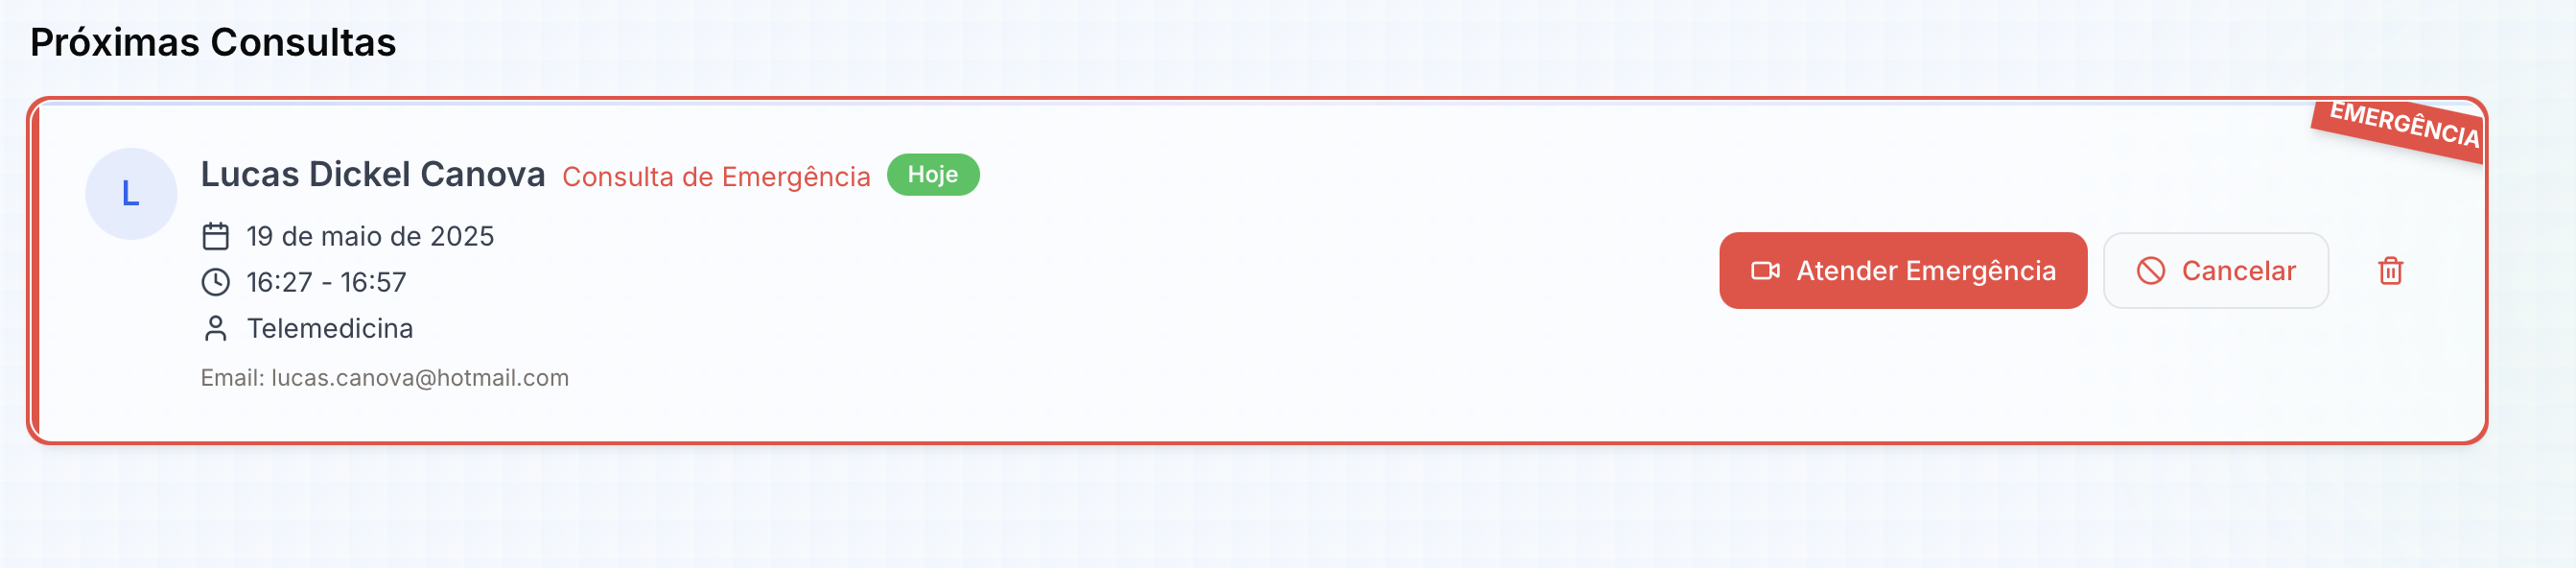 Próximas Consultas
EMERGÊNCIA
L
Lucas Dickel Canova Consulta de Emergência Hoje
19 de maio de 2025
16:27 - 16:57
Telemedicina
Email: lucas.canova@hotmail.com
Atender Emergência
Cancelar